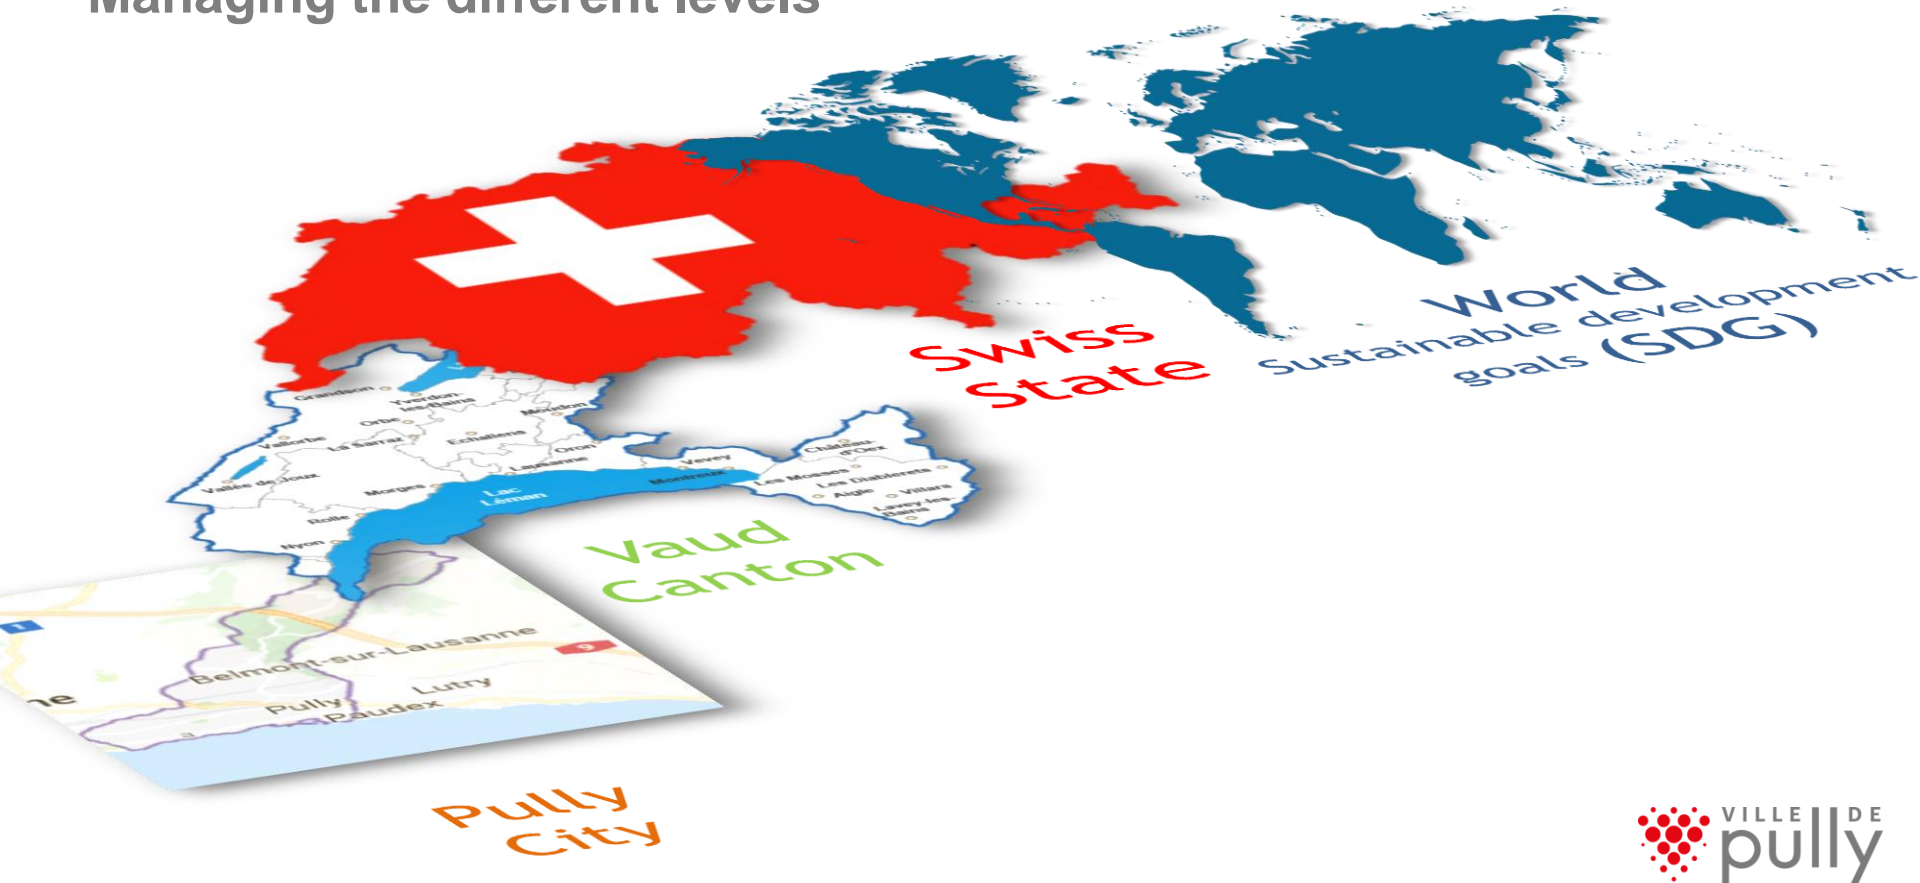 Managing the different levels
World
Sustainable development
goals (SDG)
Swiss
State
Grandson
Yverdon-
les-Bains
Moudon
Orbe
Vallorbe
La Sarraz
Echallens
Oron
Château-
d'Oex
Lausanne
Vevey
Vallée de Joux
Morges
Lac
Léman
Montreux
Les Mosses
Les Diablerets
Aigle
Villars
Lavey-les-
Bains
Rolle
Nyon
Vaud
Canton
1
9
Belmont-sur-Lausanne
ne
Pully
Lutry
Paudex
a
Pully
City
VILLE DE
pully